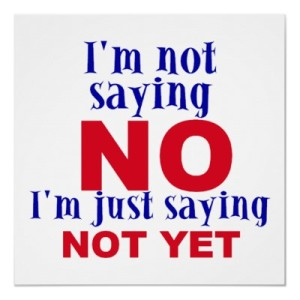 I'm not
saying
NO
I'm just saying
NOT YET